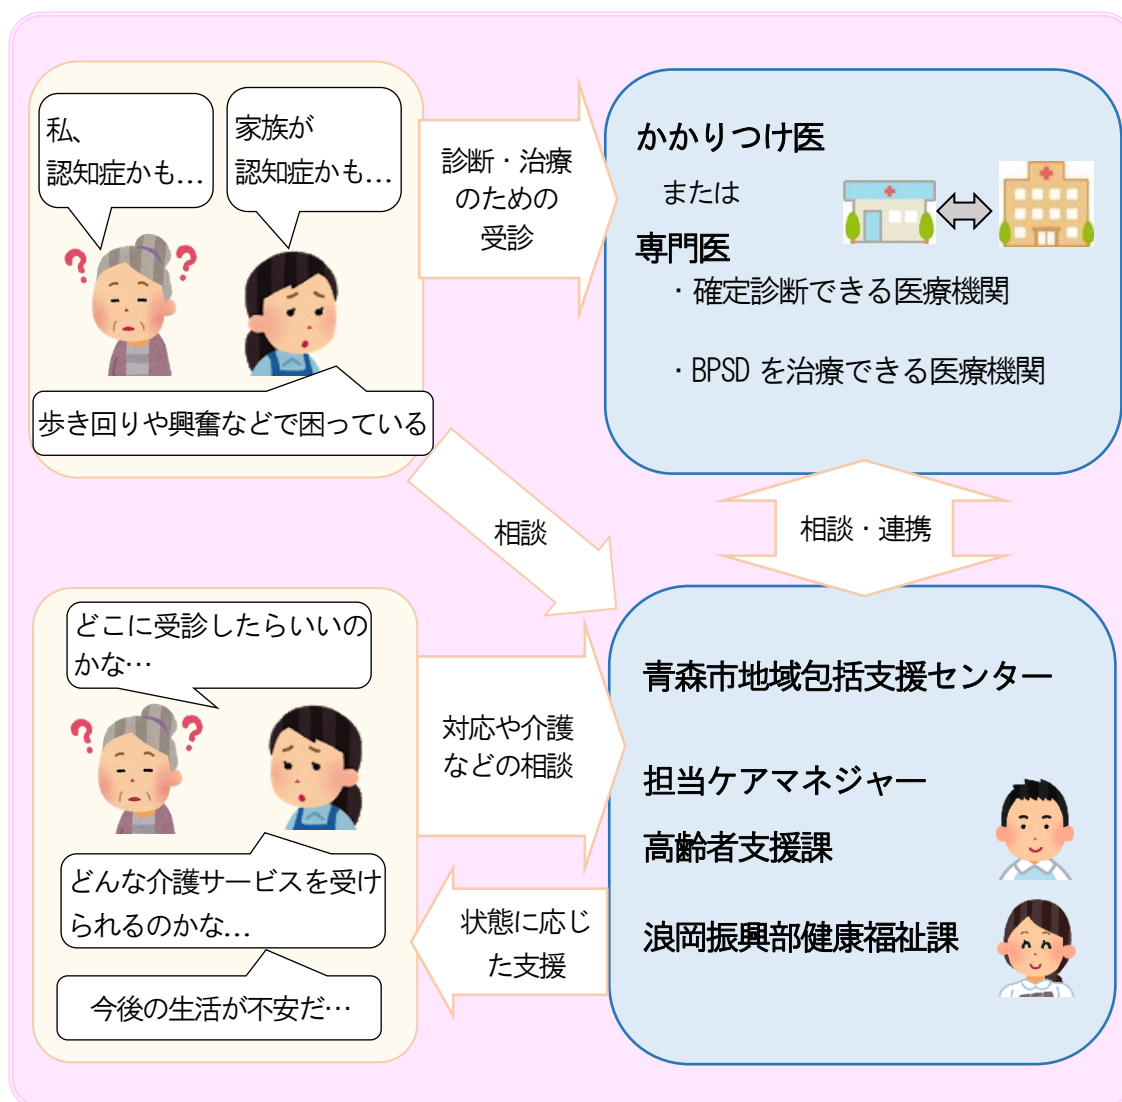 私、
認知症かも…
家族が
認知症かも…
歩き回りや興奮などで困っている
診断・治療
のための
受診
かかりつけ医
または
専門医
・確定診断できる医療機関
・BPSD を治療できる医療機関
相談
相談・連携
どこに受診したらいいの
かな…
どんな介護サービスを受け
られるのかな…
今後の生活が不安だ…
対応や介護
などの相談
状態に応じ
た支援
青森市地域包括支援センター
担当ケアマネジャー
高齢者支援課
浪岡振興部健康福祉課